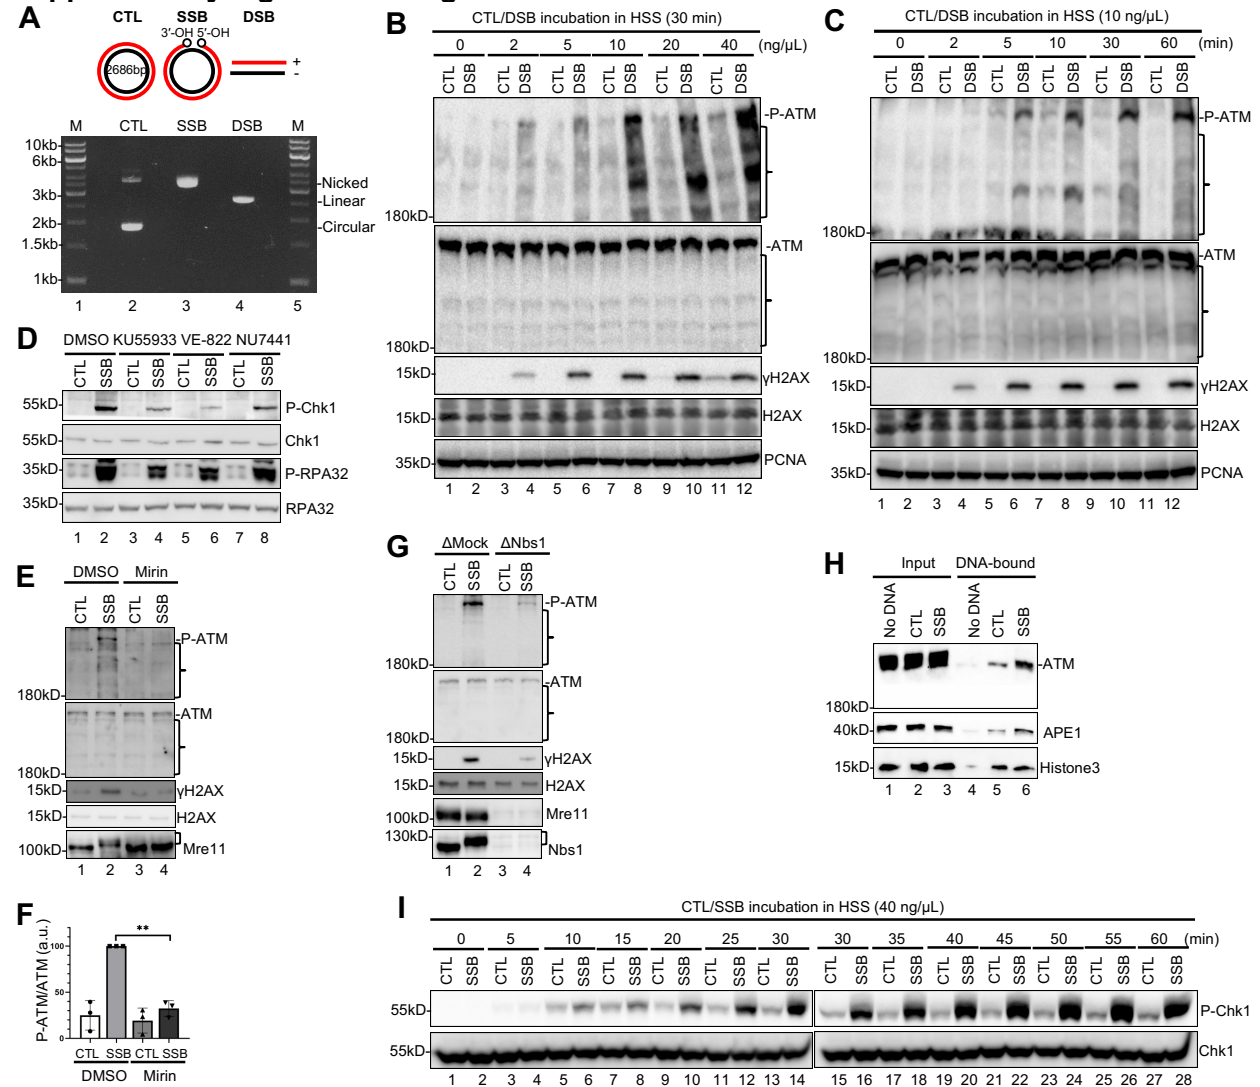 A
CTL SSB DSB
3'-OH 5'-OH
2686bp
+
-
M CTL SSB DSB M
10kb-
6kb-
3kb-
2kb-
1.5kb-
1kb-
-Nicked
-Linear
-Circular
1 2 3 4 5
B
CTL/DSB incubation in HSS (30 min)
0 2 5 10 20 40 (ng/µL)
CTL DSB CTL DSB CTL DSB CTL DSB CTL DSB CTL DSB
-P-ATM
180kD-
-ATM
180kD-
15kD- γH2AX
15kD- H2AX
35kD- PCNA
1 2 3 4 5 6 7 8 9 10 11 12
C
CTL/DSB incubation in HSS (10 ng/µL)
0 2 5 10 30 60 (min)
CTL DSB CTL DSB CTL DSB CTL DSB CTL DSB CTL DSB
-P-ATM
180kD-
-ATM
180kD-
15kD- γH2AX
15kD- H2AX
35kD- PCNA
1 2 3 4 5 6 7 8 9 10 11 12
D
DMSO KU55933 VE-822 NU7441
CTL SSB CTL SSB CTL SSB CTL SSB
55kD- P-Chk1
55kD- Chk1
35kD- P-RPA32
35kD- RPA32
1 2 3 4 5 6 7 8
E
DMSO Mirin
CTL SSB CTL SSB
-P-ATM
180kD-
-ATM
180kD-
15kD- γH2AX
15kD- H2AX
100kD- Mre11
1 2 3 4
F
P-ATM/ATM (a.u.)
100
50
0
**
CTL SSB CTL SSB
DMSO Mirin
G
ΔMock ΔNbs1
CTL SSB CTL SSB
-P-ATM
180kD-
-ATM
180kD-
15kD- γH2AX
15kD- H2AX
100kD- Mre11
130kD- Nbs1
1 2 3 4
H
Input DNA-bound
No DNA CTL SSB No DNA CTL SSB
-ATM
180kD-
40kD- APE1
15kD- Histone3
1 2 3 4 5 6
I
CTL/SSB incubation in HSS (40 ng/µL)
0 5 10 15 20 25 30 30 35 40 45 50 55 60 (min)
CTL SSB CTL SSB CTL SSB CTL SSB CTL SSB CTL SSB CTL SSB CTL SSB CTL SSB CTL SSB CTL SSB CTL SSB CTL SSB CTL SSB
55kD- P-Chk1
55kD- Chk1
1 2 3 4 5 6 7 8 9 10 11 12 13 14 15 16 17 18 19 20 21 22 23 24 25 26 27 28